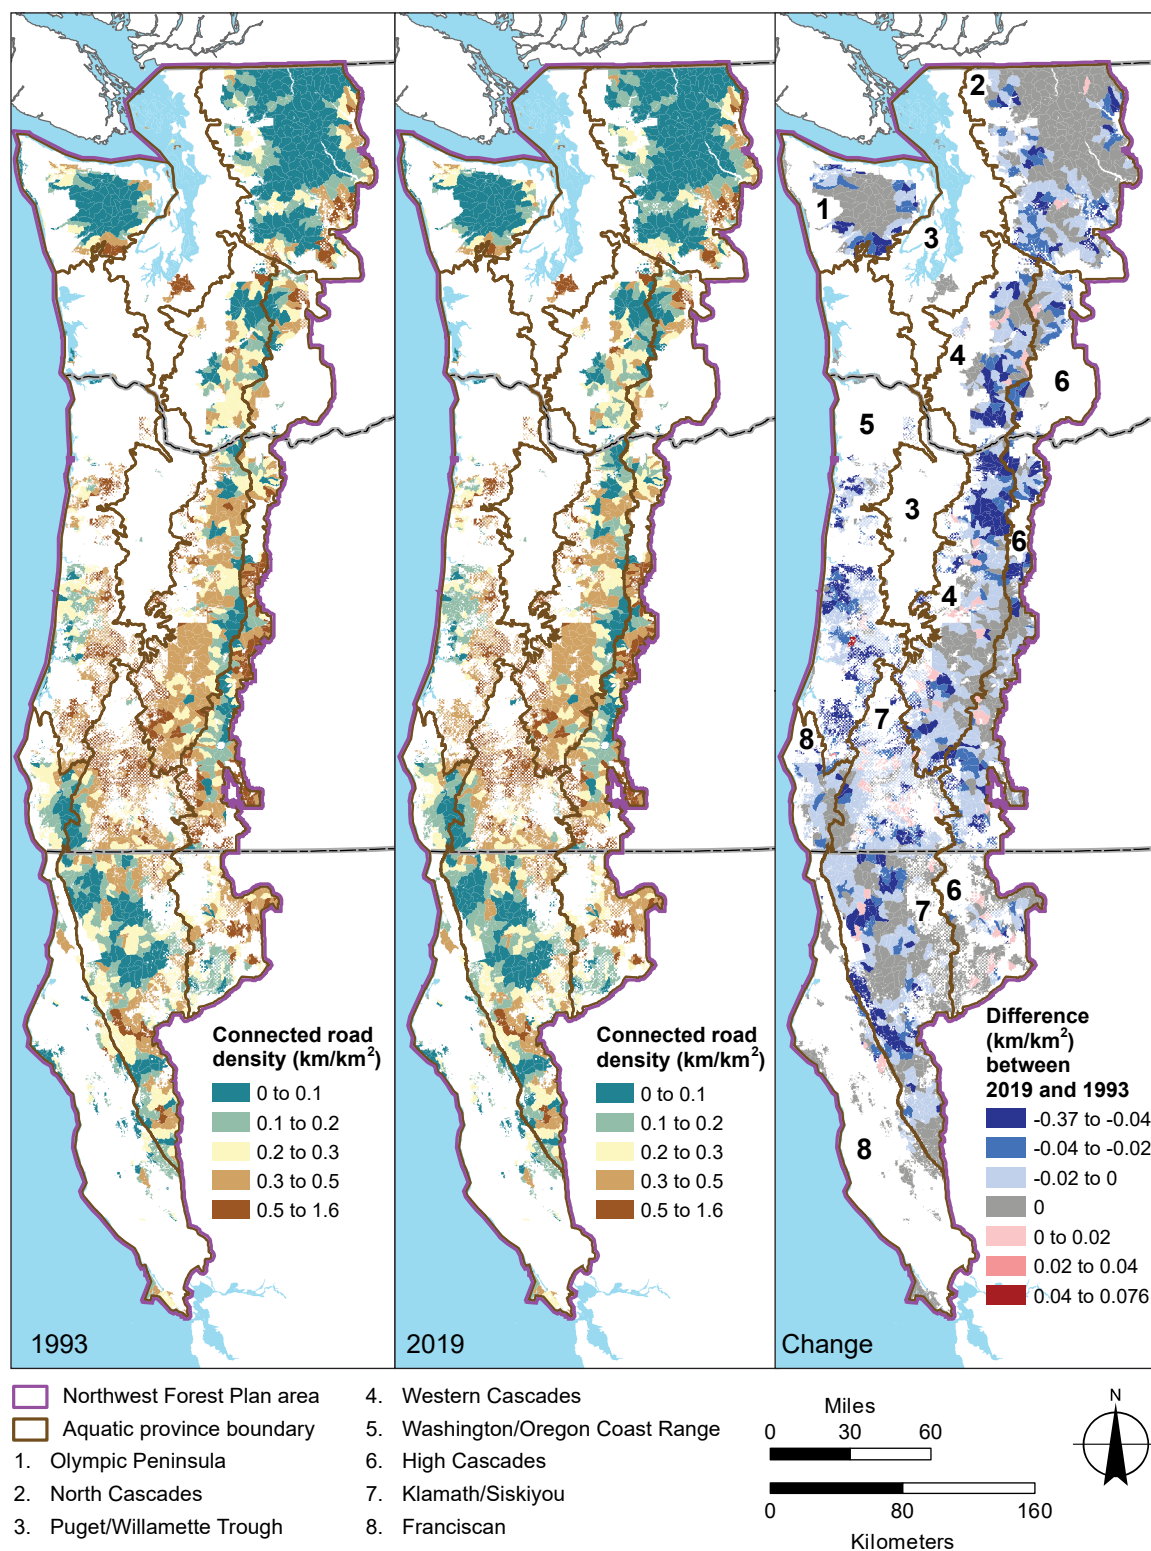 2
1
3
4
6
5
3
6
4
7
8
6
7
8
Connected road
density (km/km²)
0 to 0.1
0.1 to 0.2
0.2 to 0.3
0.3 to 0.5
0.5 to 1.6
1993
Connected road
density (km/km²)
0 to 0.1
0.1 to 0.2
0.2 to 0.3
0.3 to 0.5
0.5 to 1.6
2019
Difference
(km/km²)
between
2019 and 1993
-0.37 to -0.04
-0.04 to -0.02
-0.02 to 0
0
0 to 0.02
0.02 to 0.04
0.04 to 0.076
Change
Northwest Forest Plan area
Aquatic province boundary
1. Olympic Peninsula
2. North Cascades
3. Puget/Willamette Trough
4. Western Cascades
5. Washington/Oregon Coast Range
6. High Cascades
7. Klamath/Siskiyou
8. Franciscan
Miles
0 30 60
0 80 160
Kilometers
N